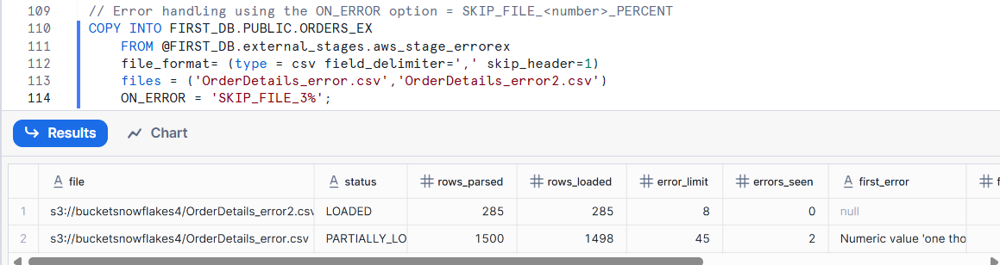 109 // Error handling using the ON_ERROR option = SKIP_FILE_<number>_PERCENT
110 COPY INTO FIRST_DB.PUBLIC.ORDERS_EX
111 FROM @FIRST_DB.external_stages.aws_stage_errorex
112 file_format= (type = csv field_delimiter=',' skip_header=1)
113 files = ('OrderDetails_error.csv','OrderDetails_error2.csv')
114 ON_ERROR = 'SKIP_FILE_3%';
Results Chart
file status rows_parsed rows_loaded error_limit errors_seen first_error f
1 s3://bucketsnowflakes4/OrderDetails_error2.csv LOADED 285 285 8 0 null
2 s3://bucketsnowflakes4/OrderDetails_error.csv PARTIALLY_LO 1500 1498 45 2 Numeric value 'one tho